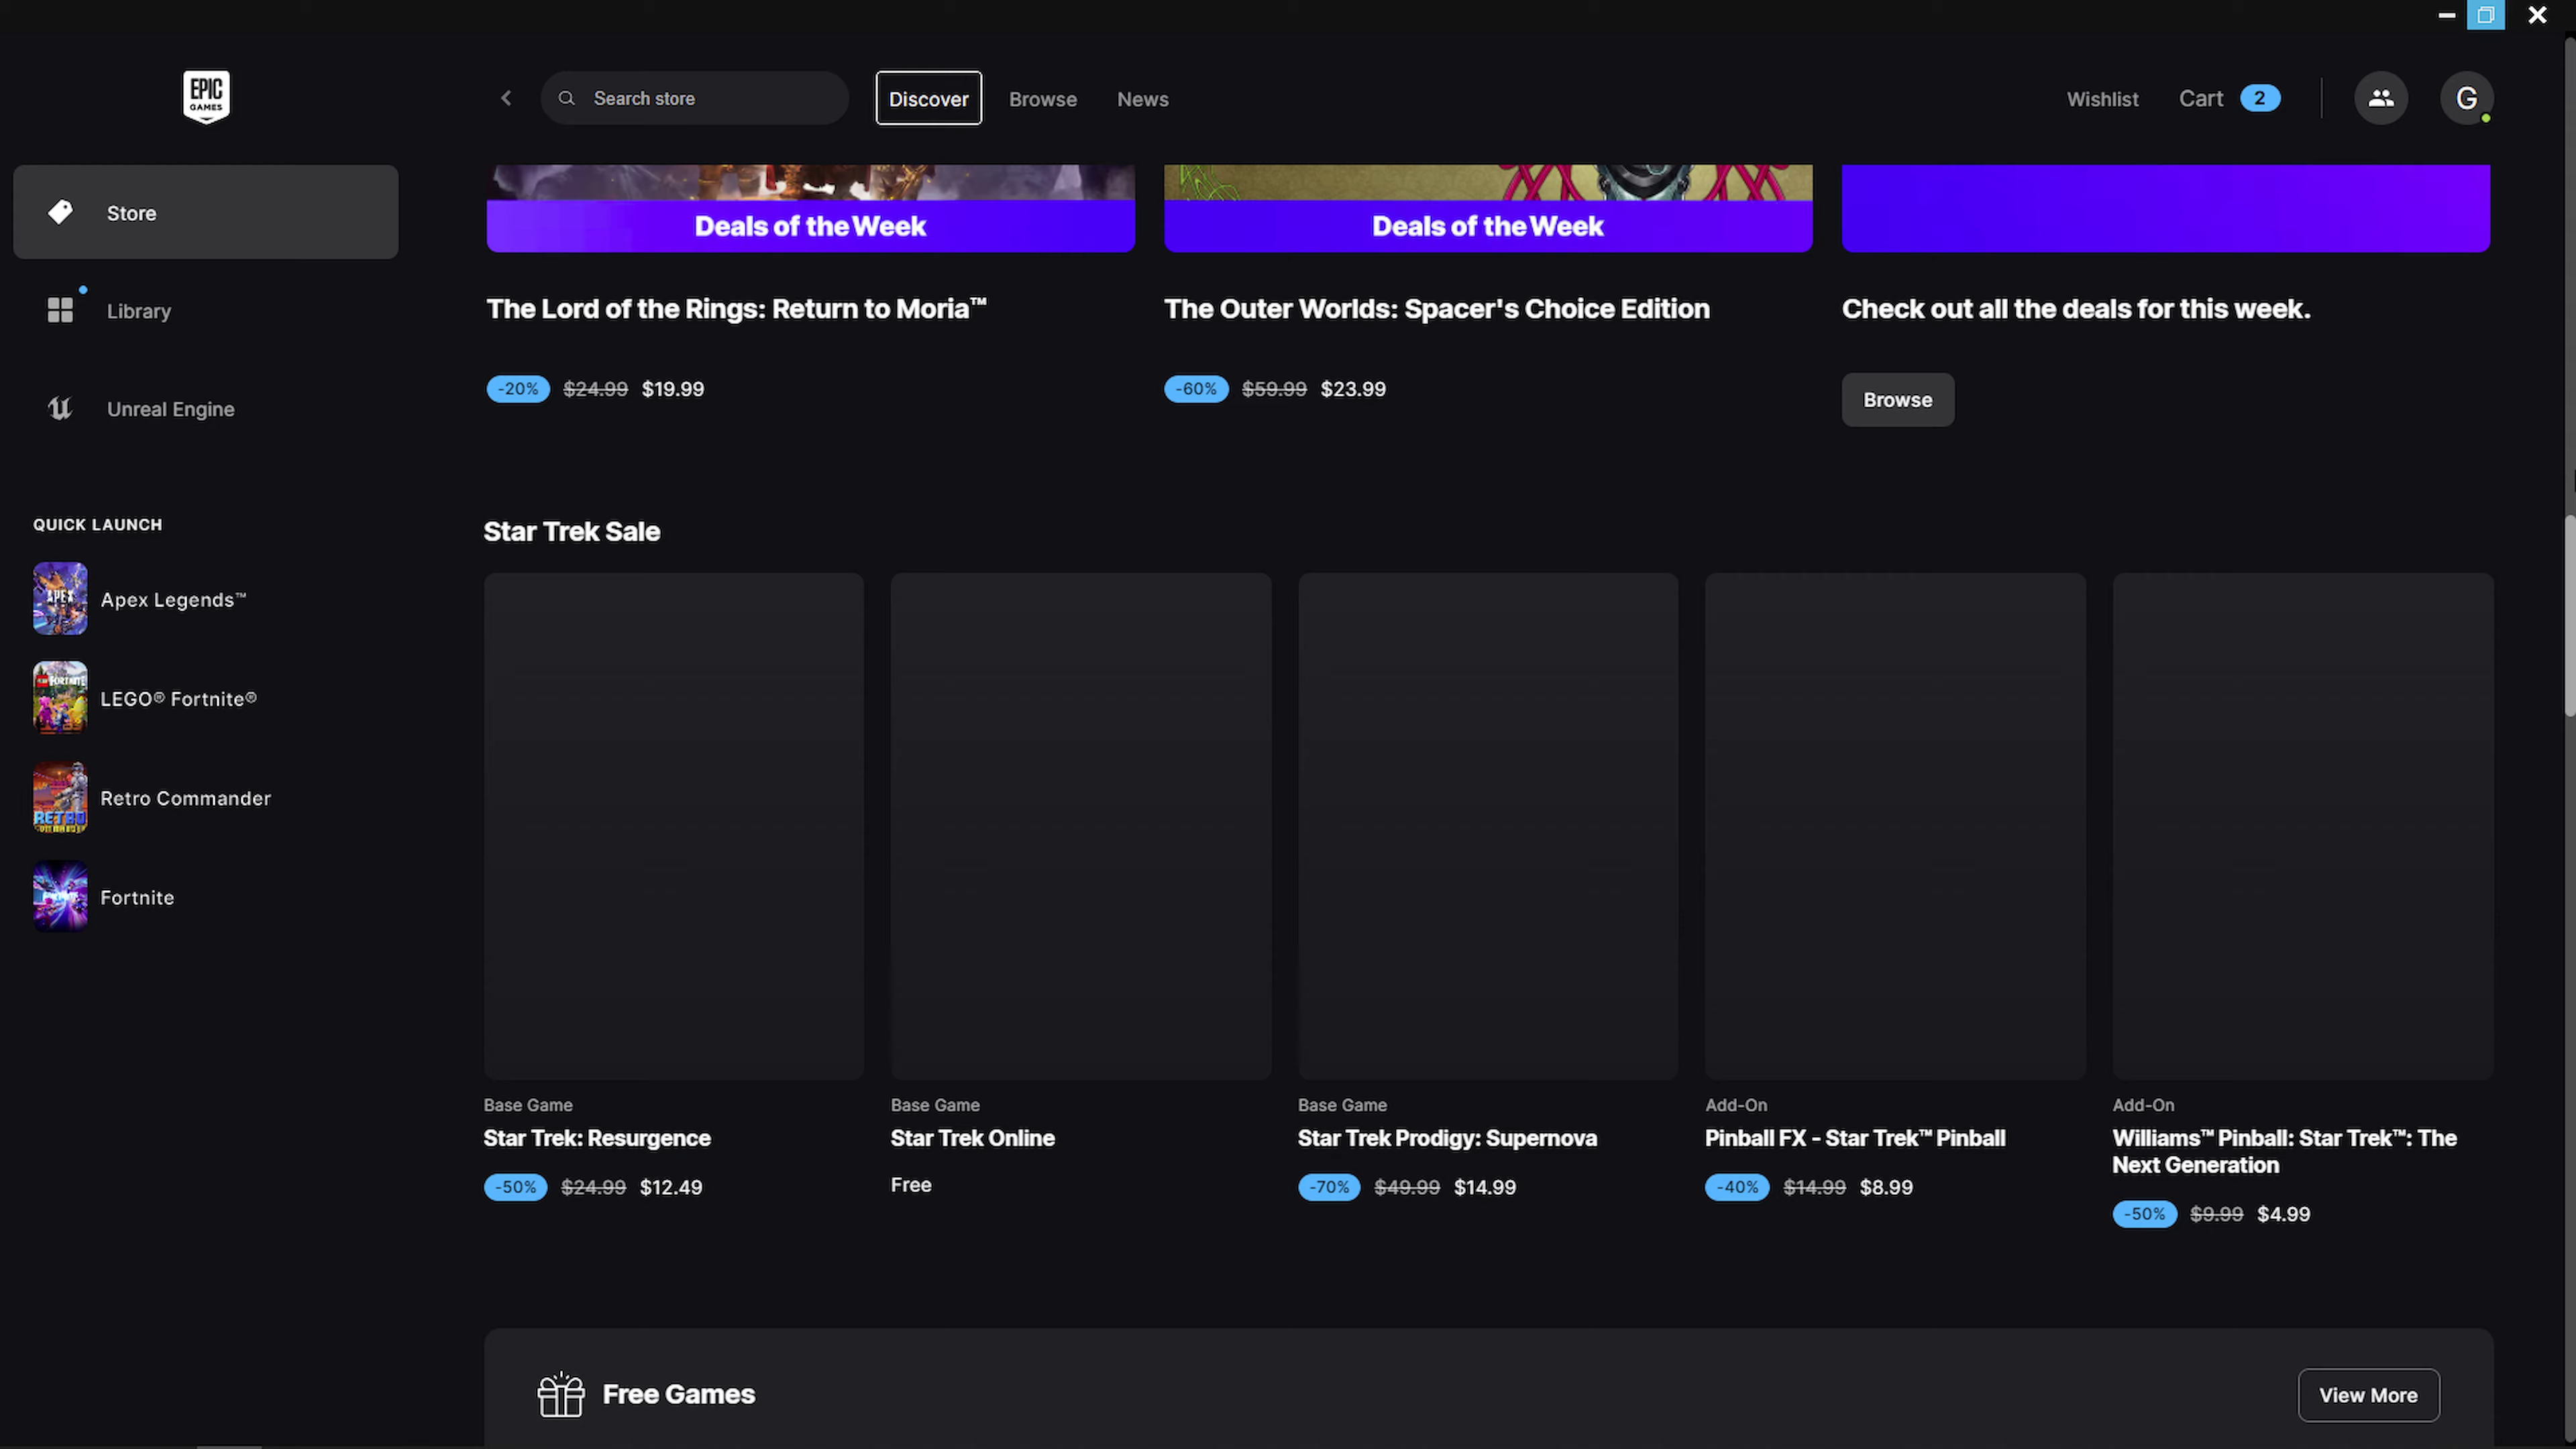 EPIC
GAMES
Search store
Discover
Browse
News
Wishlist
Cart
2
G
Store
Library
Unreal Engine
QUICK LAUNCH
APEX
Apex Legends™
FORTNITE
LEGO® Fortnite®
RETRO
Retro Commander
Fortnite
Deals of the Week
Deals of the Week
The Lord of the Rings: Return to Moria™
-20% $24.99 $19.99
The Outer Worlds: Spacer's Choice Edition
-60% $59.99 $23.99
Check out all the deals for this week.
Browse
Star Trek Sale
Base Game
Star Trek: Resurgence
-50% $24.99 $12.49
Base Game
Star Trek Online
Free
Base Game
Star Trek Prodigy: Supernova
-70% $49.99 $14.99
Add-On
Pinball FX - Star Trek™ Pinball
-40% $14.99 $8.99
Add-On
Williams™ Pinball: Star Trek™: The
Next Generation
-50% $9.99 $4.99
Free Games
View More